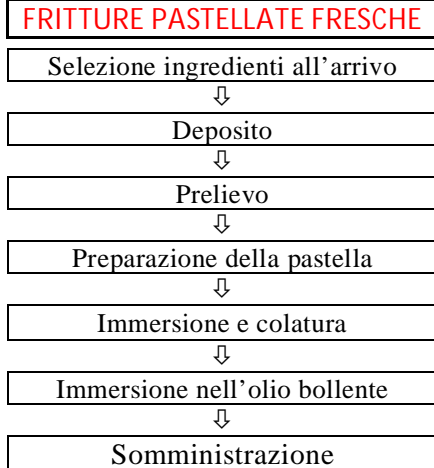 FRITTURE PASTELLATE FRESCHE
Selezione ingredienti all'arrivo
⇩
Deposito
⇩
Prelievo
⇩
Preparazione della pastella
⇩
Immersione e colatura
⇩
Immersione nell'olio bollente
⇩
Somministrazione